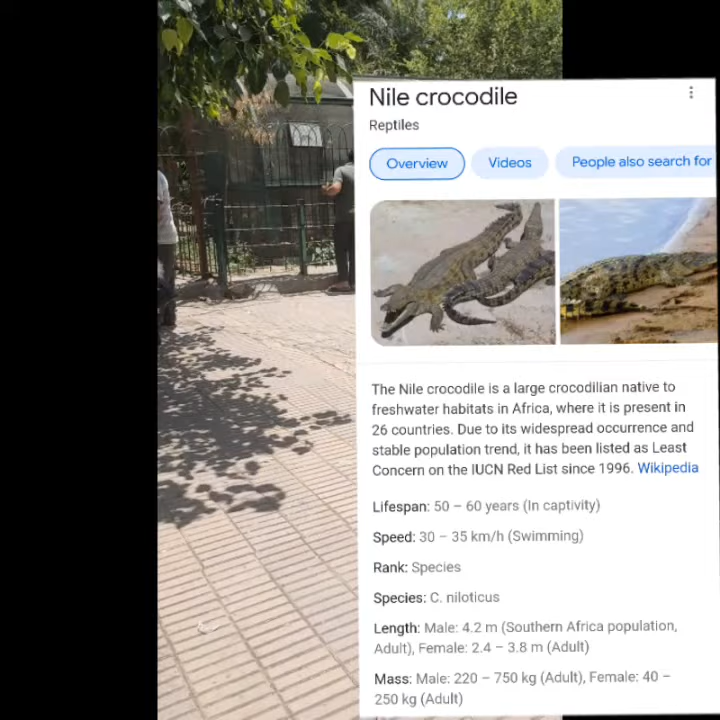 Nile crocodile
Reptiles
Overview
Videos
People also search for
The Nile crocodile is a large crocodilian native to
freshwater habitats in Africa, where it is present in
26 countries. Due to its widespread occurrence and
stable population trend, it has been listed as Least
Concern on the IUCN Red List since 1996. Wikipedia
Lifespan: 50 – 60 years (In captivity)
Speed: 30 – 35 km/h (Swimming)
Rank: Species
Species: C. niloticus
Length: Male: 4.2 m (Southern Africa population,
Adult), Female: 2.4 – 3.8 m (Adult)
Mass: Male: 220 – 750 kg (Adult), Female: 40 –
250 kg (Adult)